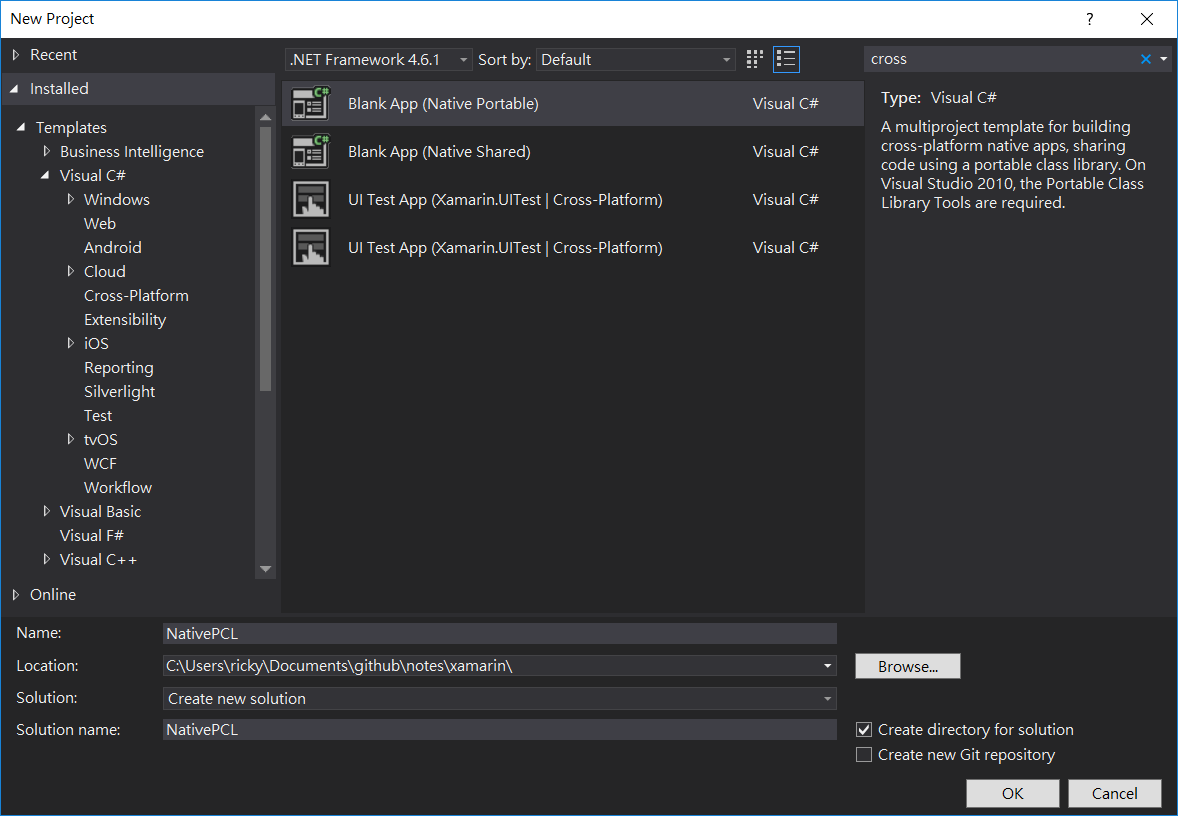 New Project
?
Recent
Installed
Templates
Business Intelligence
Visual C#
Windows
Web
Android
Cloud
Cross-Platform
Extensibility
iOS
Reporting
Silverlight
Test
tvOS
WCF
Workflow
Visual Basic
Visual F#
Visual C++
Online
.NET Framework 4.6.1 Sort by: Default
Blank App (Native Portable) Visual C#
Blank App (Native Shared) Visual C#
UI Test App (Xamarin.UITest | Cross-Platform) Visual C#
UI Test App (Xamarin.UITest | Cross-Platform) Visual C#
cross
Type: Visual C#
A multiproject template for building
cross-platform native apps, sharing
code using a portable class library. On
Visual Studio 2010, the Portable Class
Library Tools are required.
Name: NativePCL
Location: C:\Users\ricky\Documents\github\notes\xamarin\ Browse...
Solution: Create new solution
Solution name: NativePCL
Create directory for solution
Create new Git repository
OK Cancel